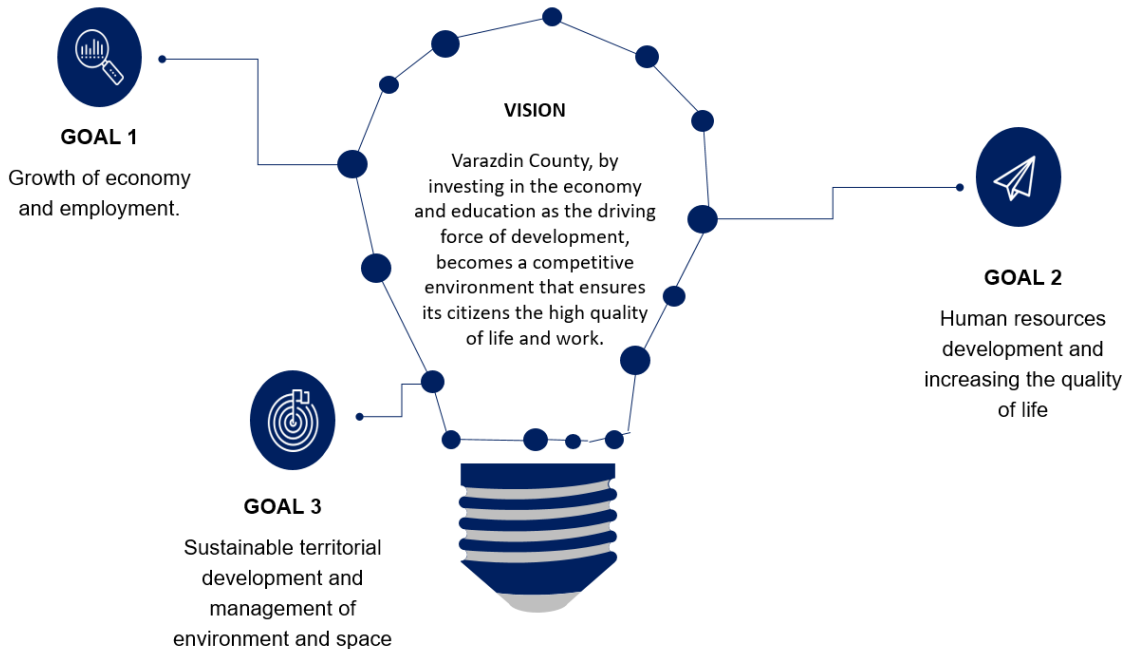 GOAL 1
Growth of economy
and employment.
VISION
Varazdin County, by
investing in the economy
and education as the driving
force of development,
becomes a competitive
environment that ensures
its citizens the high quality
of life and work.
GOAL 2
Human resources
development and
increasing the quality
of life
GOAL 3
Sustainable territorial
development and
management of
environment and space